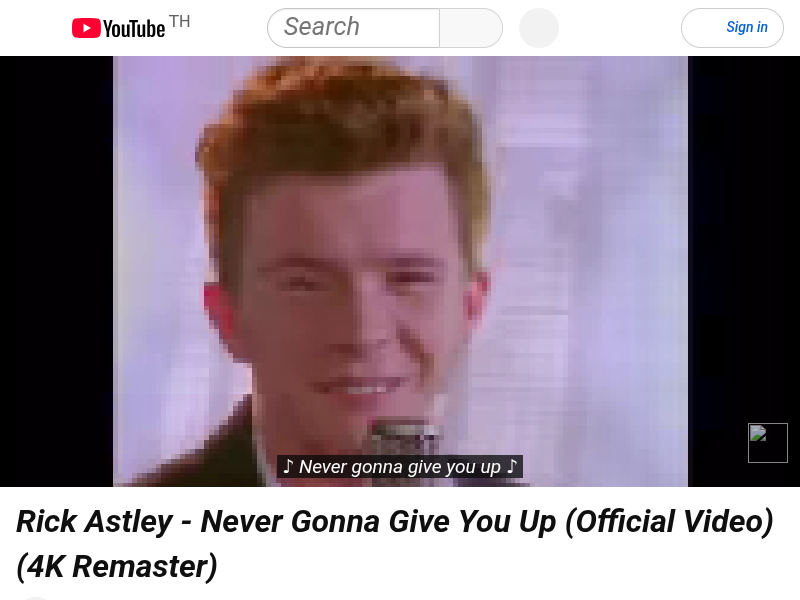 YouTube TH
Search
Sign in
♪ Never gonna give you up ♪
Rick Astley - Never Gonna Give You Up (Official Video)
(4K Remaster)